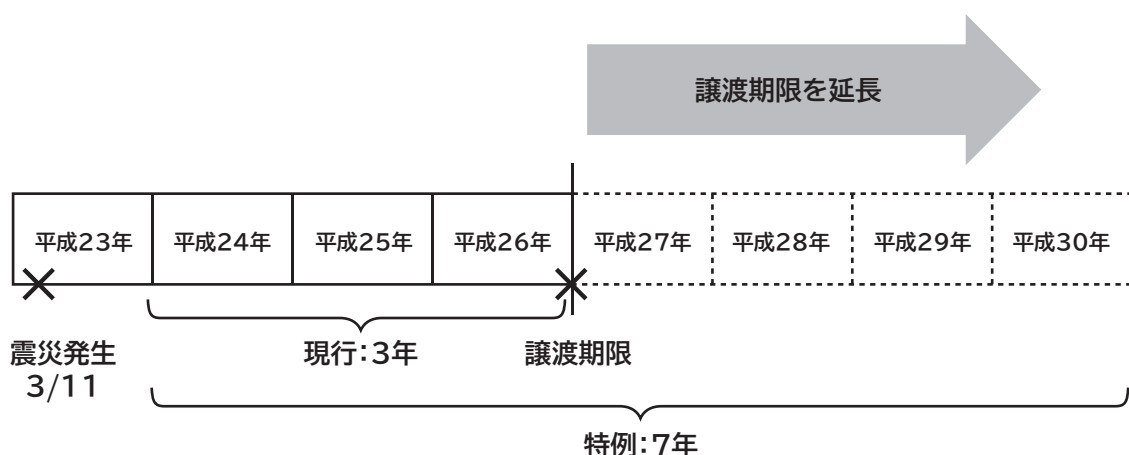 譲渡期限を延長
平成23年
平成24年
平成25年
平成26年
平成27年
平成28年
平成29年
平成30年
震災発生
3/11
現行:3年
譲渡期限
特例:7年